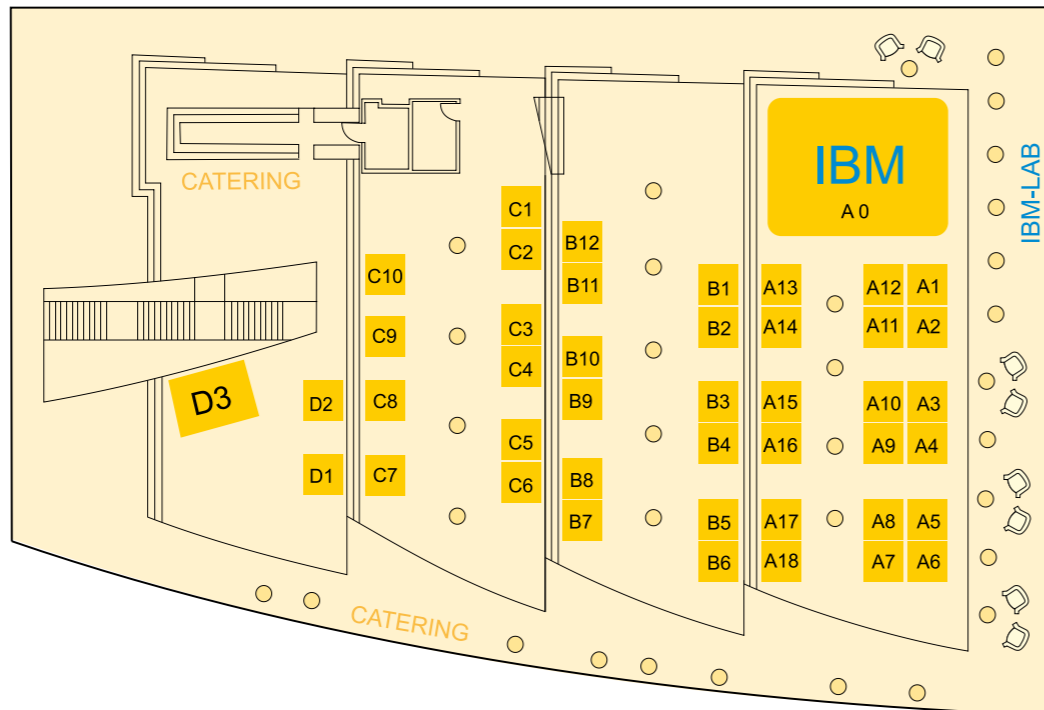 IBM
A 0
IBM-LAB
CATERING
C1
C2
B12
B11
C10
B1
A13
A12
A1
B2
A14
A11
A2
C3
C9
C4
B10
B9
D3
D2
C8
B3
A15
A10
A3
C5
B4
A16
A9
A4
D1
C7
C6
B8
B7
B5
A17
A8
A5
B6
A18
A7
A6
CATERING